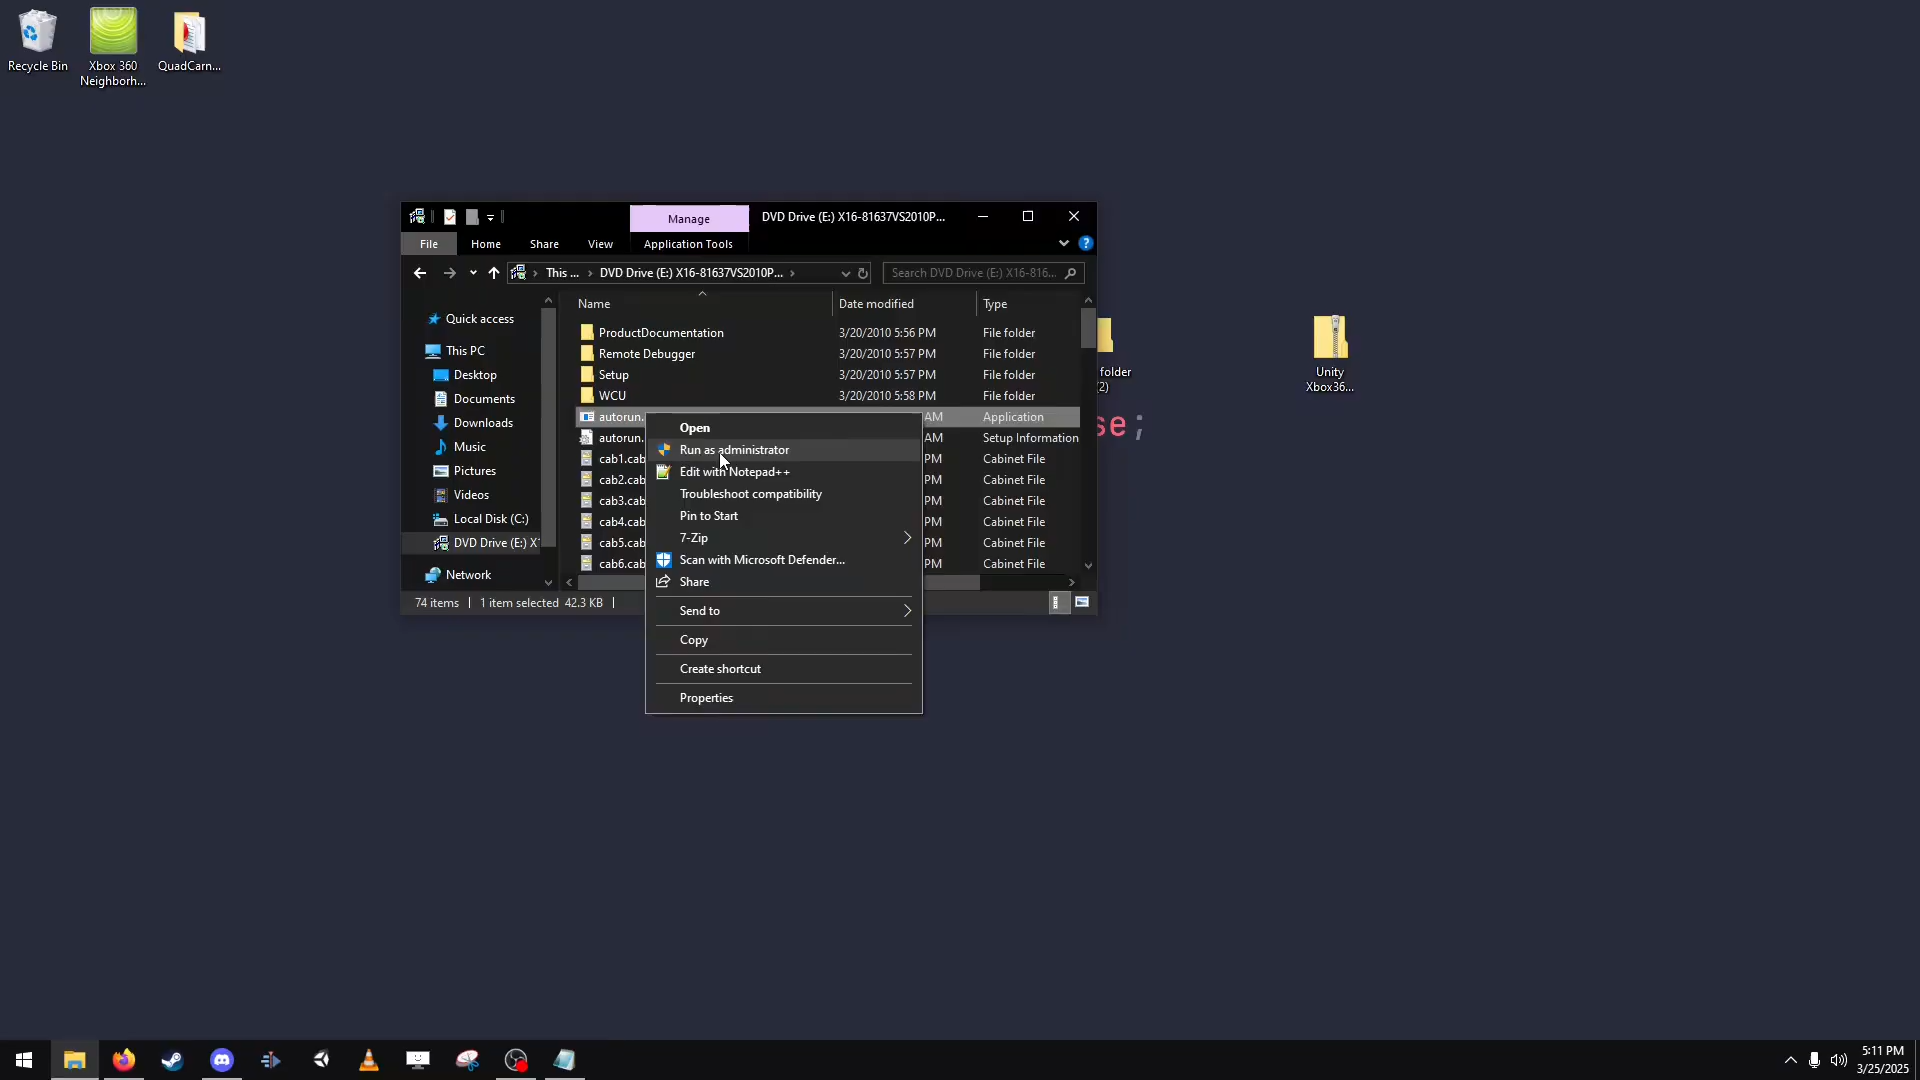 Recycle Bin
Xbox 360
Neighborh...
QuadCarn...
Manage
DVD Drive (E:) X16-81637VS2010P...
File
Home
Share
View
Application Tools
This ...
DVD Drive (E:) X16-81637VS2010P...
Search DVD Drive (E:) X16-816...
Name
Date modified
Type
Quick access
This PC
Desktop
Documents
Downloads
Music
Pictures
Videos
Local Disk (C:)
DVD Drive (E:) X
Network
ProductDocumentation 3/20/2010 5:56 PM File folder
Remote Debugger 3/20/2010 5:57 PM File folder
Setup 3/20/2010 5:57 PM File folder
WCU 3/20/2010 5:58 PM File folder
autorun. AM Application
autorun. AM Setup Information
cab1.cab PM Cabinet File
cab2.cab PM Cabinet File
cab3.cab PM Cabinet File
cab4.cab PM Cabinet File
cab5.cab PM Cabinet File
cab6.cab PM Cabinet File
74 items
1 item selected 42.3 KB
Open
Run as administrator
Edit with Notepad++
Troubleshoot compatibility
Pin to Start
7-Zip
Scan with Microsoft Defender...
Share
Send to
Copy
Create shortcut
Properties
folder
(2)
se;
Unity
Xbox36...
5:11 PM
3/25/2025